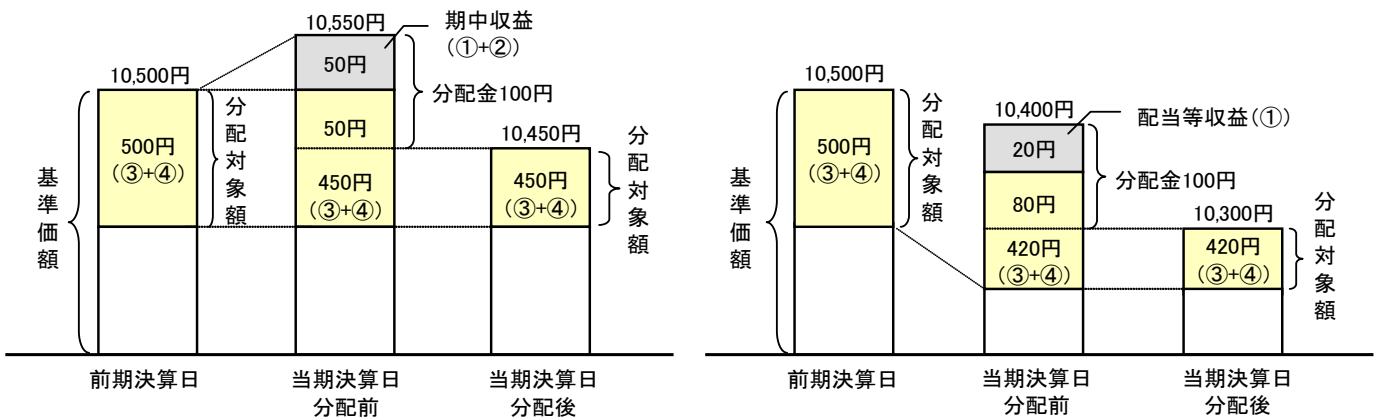 10,550円
期中収益
(①+②)
50円
10,500円
分配金100円
50円
10,450円
500円
(③+④)
450円
(③+④)
450円
(③+④)
基準価額
分配対象額
分配対象額
前期決算日
当期決算日
分配前
当期決算日
分配後
10,500円
10,400円
配当等収益(①)
20円
500円
(③+④)
分配金100円
80円
10,300円
420円
(③+④)
420円
(③+④)
基準価額
分配対象額
分配対象額
前期決算日
当期決算日
分配前
当期決算日
分配後